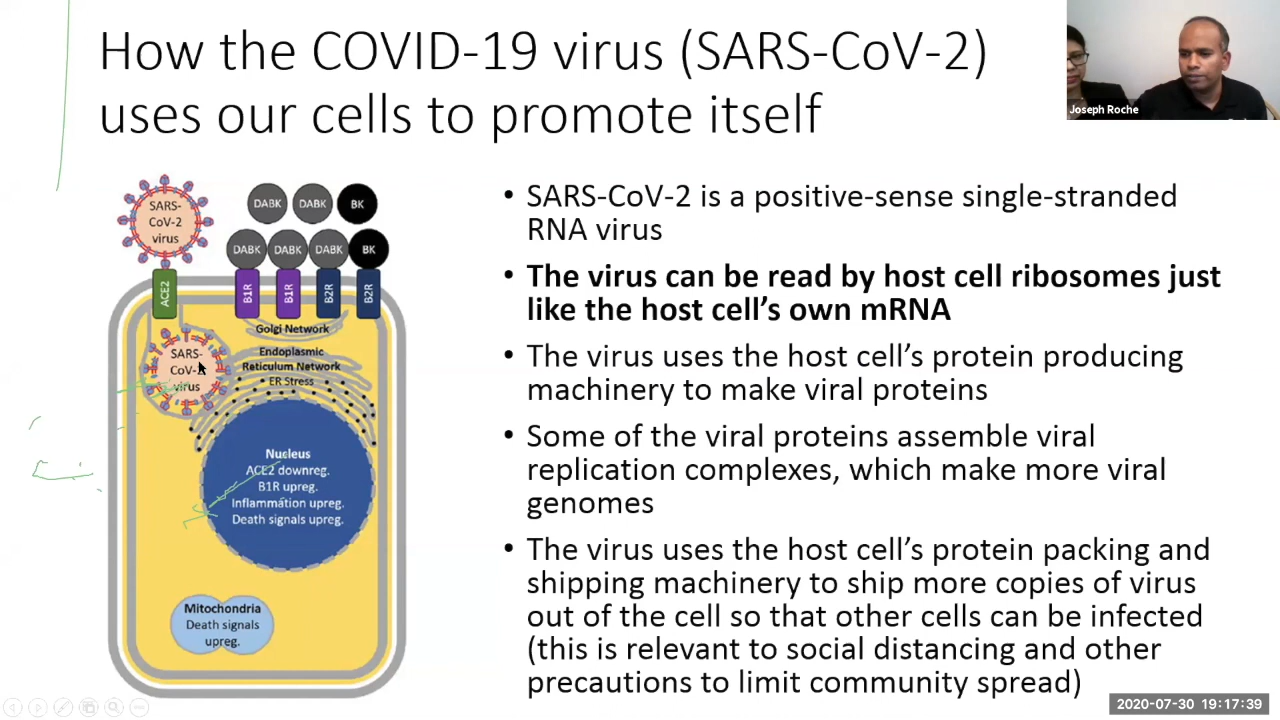 How the COVID-19 virus (SARS-CoV-2)
uses our cells to promote itself
Joseph Roche
SARS-
CoV-2
virus
DABK
DABK
BK
DABK
DABK
DABK
BK
ACE2
B1R
B1R
B2R
B2R
Golgi Network
Endoplasmic
Reticulum Network
ER Stress
SARS-
CoV-2
virus
Nucleus
ACE2 downreg.
B1R upreg.
Inflammation upreg.
Death signals upreg.
Mitochondria
Death signals
upreg.
• SARS-CoV-2 is a positive-sense single-stranded
RNA virus
• The virus can be read by host cell ribosomes just
like the host cell’s own mRNA
• The virus uses the host cell’s protein producing
machinery to make viral proteins
• Some of the viral proteins assemble viral
replication complexes, which make more viral
genomes
• The virus uses the host cell’s protein packing and
shipping machinery to ship more copies of virus
out of the cell so that other cells can be infected
(this is relevant to social distancing and other
precautions to limit community spread)
2020-07-30 19:17:39